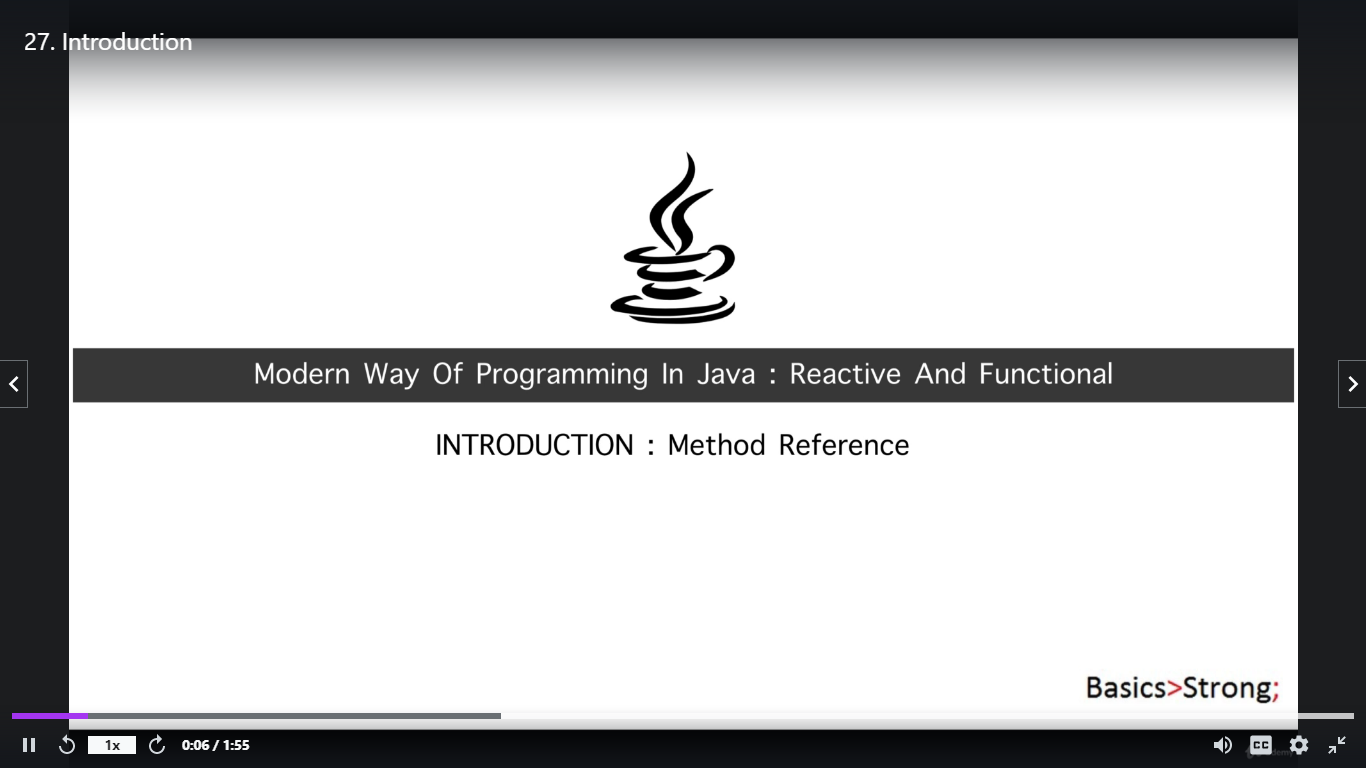 27. Introduction
Modern Way Of Programming In Java : Reactive And Functional
INTRODUCTION : Method Reference
Basics>Strong;
1x
0:06 / 1:55
CC